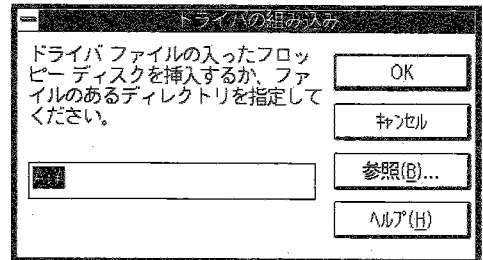 ドライバの組み込み
ドライバ ファイルの入ったフロッ
ピー ディスクを挿入するか、ファ
イルのあるディレクトリを指定して
ください。
OK
キャンセル
参照(B)...
ヘルプ(H)